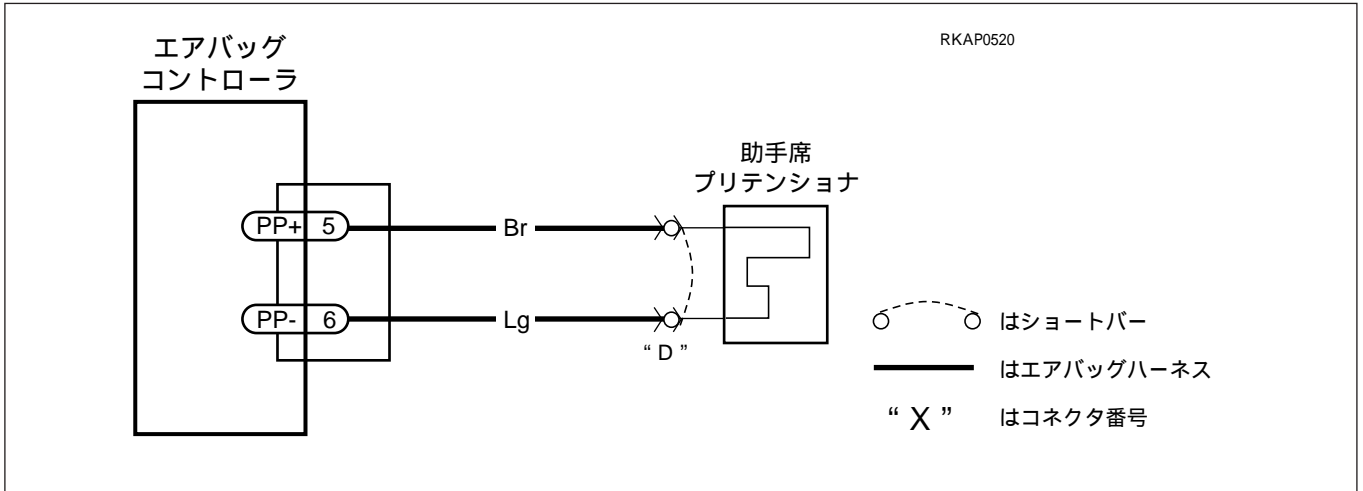 RKAP0520
エアバッグ
コントローラ
助手席
プリテンショナ
PP+ 5
Br
PP- 6
Lg
“ D ”
はショートバー
はエアバッグハーネス
“ X ” はコネクタ番号